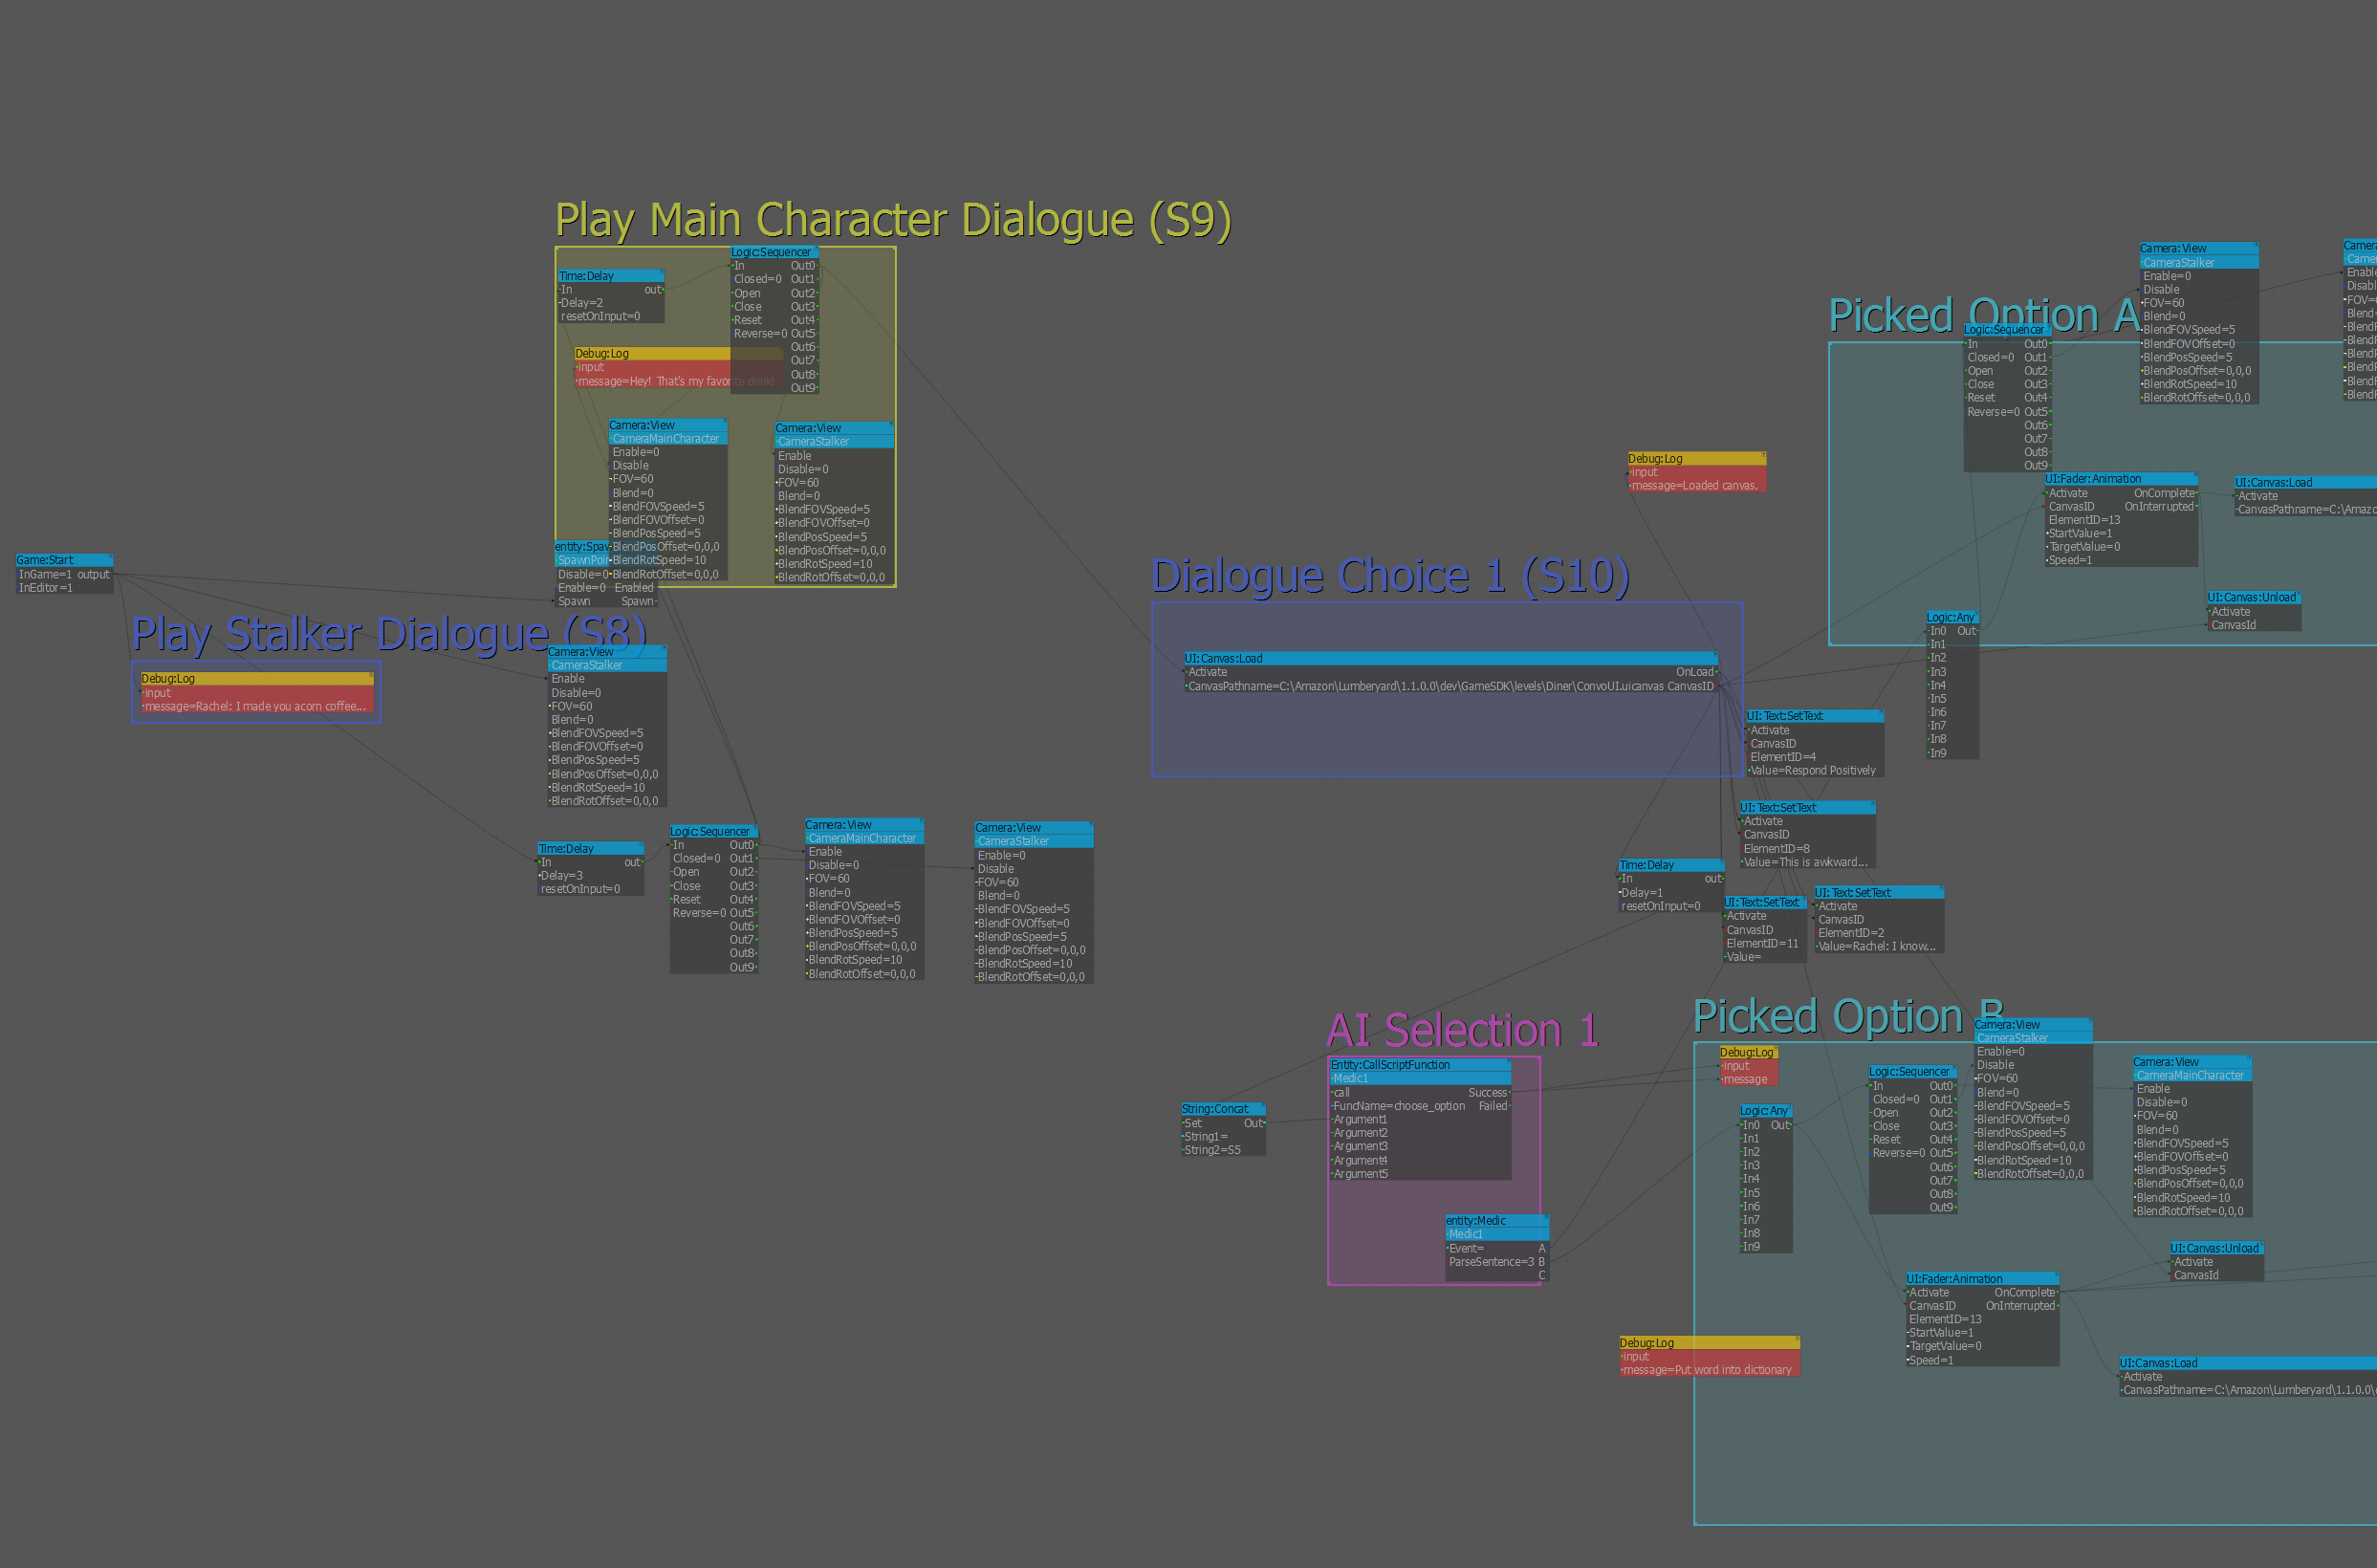 Play Main Character Dialogue (S9)
Time:Delay
In out
Delay=2
resetOnInput=0
Logic:Sequencer
In Out0
Closed=0 Out1
Open Out2
Close Out3
Reset Out4
Reverse=0 Out5
Out6
Out7
Out8
Out9
Debug:Log
input
message=Hey! That's my favorite drink!
Camera:View
CameraMainCharacter
Enable=0
Disable
FOV=60
Blend=0
BlendFOVSpeed=5
BlendFOVOffset=0
BlendPosSpeed=5
BlendPosOffset=0,0,0
BlendRotSpeed=10
BlendRotOffset=0,0,0
Camera:View
CameraStalker
Enable
Disable=0
FOV=60
Blend=0
BlendFOVSpeed=5
BlendFOVOffset=0
BlendPosSpeed=5
BlendPosOffset=0,0,0
BlendRotSpeed=10
BlendRotOffset=0,0,0
entity:Spaw
SpawnPoi
Disable=0
Enable=0 Enabled
Spawn Spawn
Game:Start
InGame=1 output
InEditor=1
Play Stalker Dialogue (S8)
Debug:Log
input
message=Rachel: I made you acorn coffee...
Camera:View
CameraStalker
Enable
Disable=0
FOV=60
Blend=0
BlendFOVSpeed=5
BlendFOVOffset=0
BlendPosSpeed=5
BlendPosOffset=0,0,0
BlendRotSpeed=10
BlendRotOffset=0,0,0
Time:Delay
In out
Delay=3
resetOnInput=0
Logic:Sequencer
In Out0
Closed=0 Out1
Open Out2
Close Out3
Reset Out4
Reverse=0 Out5
Out6
Out7
Out8
Out9
Camera:View
CameraMainCharacter
Enable
Disable=0
FOV=60
Blend=0
BlendFOVSpeed=5
BlendFOVOffset=0
BlendPosSpeed=5
BlendPosOffset=0,0,0
BlendRotSpeed=10
BlendRotOffset=0,0,0
Camera:View
CameraStalker
Enable=0
Disable
FOV=60
Blend=0
BlendFOVSpeed=5
BlendFOVOffset=0
BlendPosSpeed=5
BlendPosOffset=0,0,0
BlendRotSpeed=10
BlendRotOffset=0,0,0
Dialogue Choice 1 (S10)
UI:Canvas:Load
Activate OnLoad
CanvasPathname=C:\Amazon\Lumberyard\1.1.0.0\dev\GameSDK\levels\Diner\ConvoUI.uicanvas CanvasID
Debug:Log
input
message=Loaded canvas.
UI:Text:SetText
Activate
CanvasID
ElementID=4
Value=Respond Positively
UI:Text:SetText
Activate
CanvasID
ElementID=8
Value=This is awkward...
Time:Delay
In out
Delay=1
resetOnInput=0
UI:Text:SetText
Activate
CanvasID
ElementID=11
Value=
UI:Text:SetText
Activate
CanvasID
ElementID=2
Value=Rachel: I know...
Picked Option A
Logic:Sequencer
In Out0
Closed=0 Out1
Open Out2
Close Out3
Reset Out4
Reverse=0 Out5
Out6
Out7
Out8
Out9
Camera:View
CameraStalker
Enable=0
Disable
FOV=60
Blend=0
BlendFOVSpeed=5
BlendFOVOffset=0
BlendPosSpeed=5
BlendPosOffset=0,0,0
BlendRotSpeed=10
BlendRotOffset=0,0,0
Camera
Came
Enable
Disabl
FOV=
Blend=
BlendF
BlendF
BlendP
BlendP
BlendR
BlendR
UI:Fader:Animation
Activate OnComplete
CanvasID OnInterrupted
ElementID=13
StartValue=1
TargetValue=0
Speed=1
UI:Canvas:Load
Activate
CanvasPathname=C:\Amazo
UI:Canvas:Unload
Activate
CanvasId
Logic:Any
In0 Out
In1
In2
In3
In4
In5
In6
In7
In8
In9
AI Selection 1
Entity:CallScriptFunction
Medic1
call Success
FuncName=choose_option Failed
Argument1
Argument2
Argument3
Argument4
Argument5
String:Concat
Set Out
String1=
String2=S5
entity:Medic
Medic1
Event= A
ParseSentence=3 B
C
Picked Option B
Debug:Log
input
message
Logic:Any
In0 Out
In1
In2
In3
In4
In5
In6
In7
In8
In9
Logic:Sequencer
In Out0
Closed=0 Out1
Open Out2
Close Out3
Reset Out4
Reverse=0 Out5
Out6
Out7
Out8
Out9
Camera:View
CameraStalker
Enable=0
Disable
FOV=60
Blend=0
BlendFOVSpeed=5
BlendFOVOffset=0
BlendPosSpeed=5
BlendPosOffset=0,0,0
BlendRotSpeed=10
BlendRotOffset=0,0,0
Camera:View
CameraMainCharacter
Enable
Disable=0
FOV=60
Blend=0
BlendFOVSpeed=5
BlendFOVOffset=0
BlendPosSpeed=5
BlendPosOffset=0,0,0
BlendRotSpeed=10
BlendRotOffset=0,0,0
UI:Canvas:Unload
Activate
CanvasId
UI:Fader:Animation
Activate OnComplete
CanvasID OnInterrupted
ElementID=13
StartValue=1
TargetValue=0
Speed=1
Debug:Log
input
message=Put word into dictionary
UI:Canvas:Load
Activate
CanvasPathname=C:\Amazon\Lumberyard\1.1.0.0\